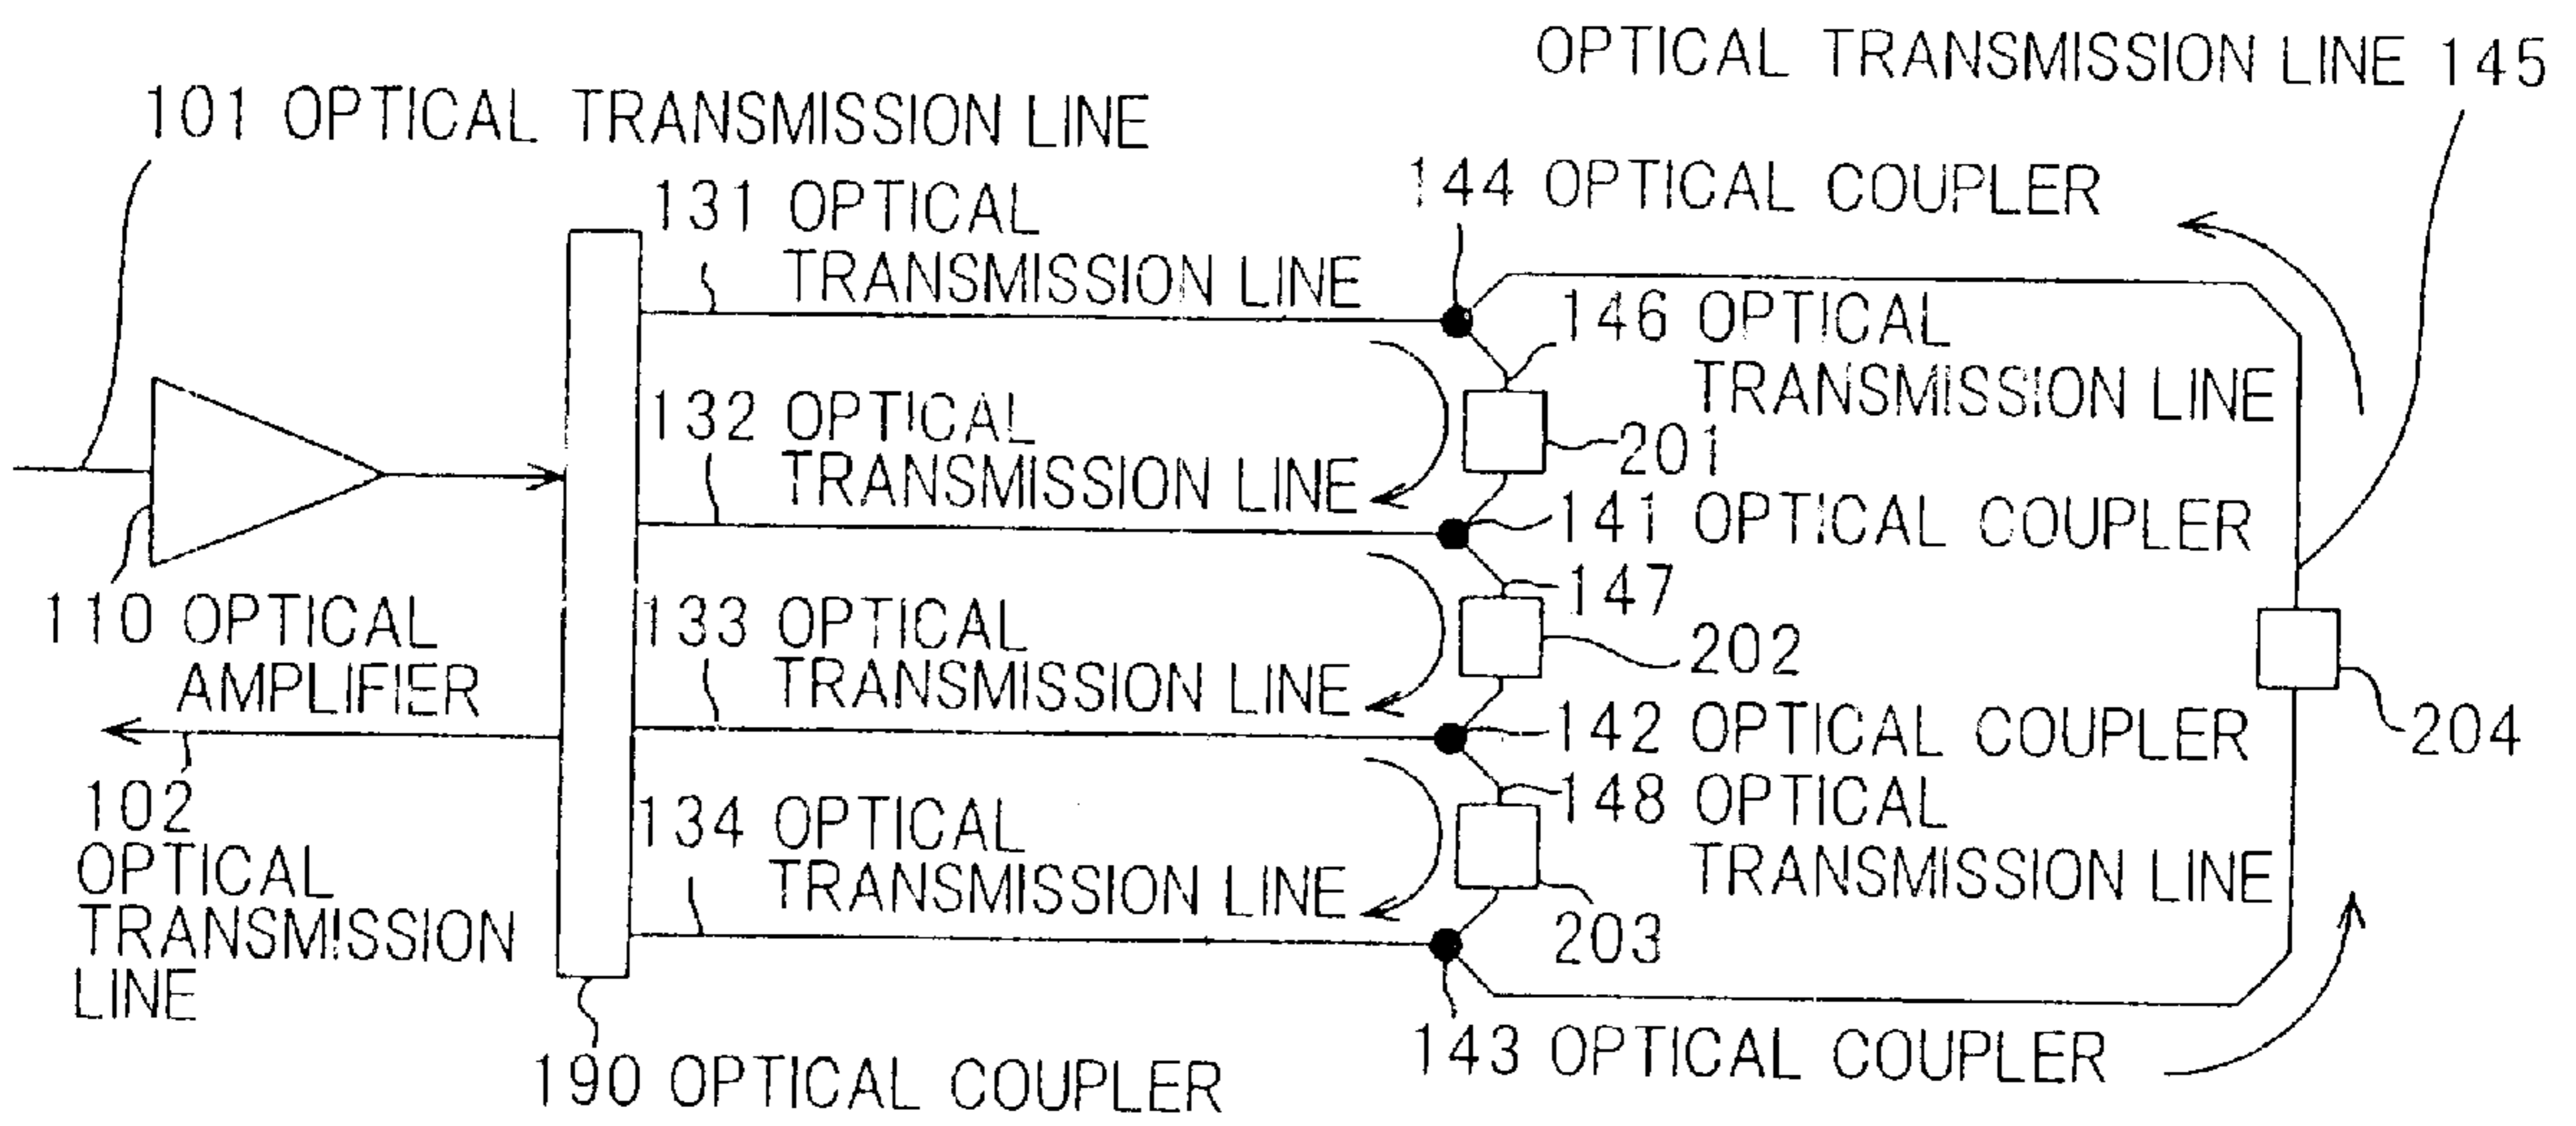 OPTICAL TRANSMISSION LINE 145
101 OPTICAL TRANSMISSION LINE
144 OPTICAL COUPLER
131 OPTICAL
TRANSMISSION LINE
146 OPTICAL
TRANSMISSION LINE
132 OPTICAL
TRANSMISSION LINE
201
141 OPTICAL COUPLER
147
110 OPTICAL
AMPLIFIER
133 OPTICAL
TRANSMISSION LINE
202
142 OPTICAL COUPLER
204
102
OPTICAL
TRANSMISSION
LINE
134 OPTICAL
TRANSMISSION LINE
148 OPTICAL
TRANSMISSION LINE
203
143 OPTICAL COUPLER
190 OPTICAL COUPLER